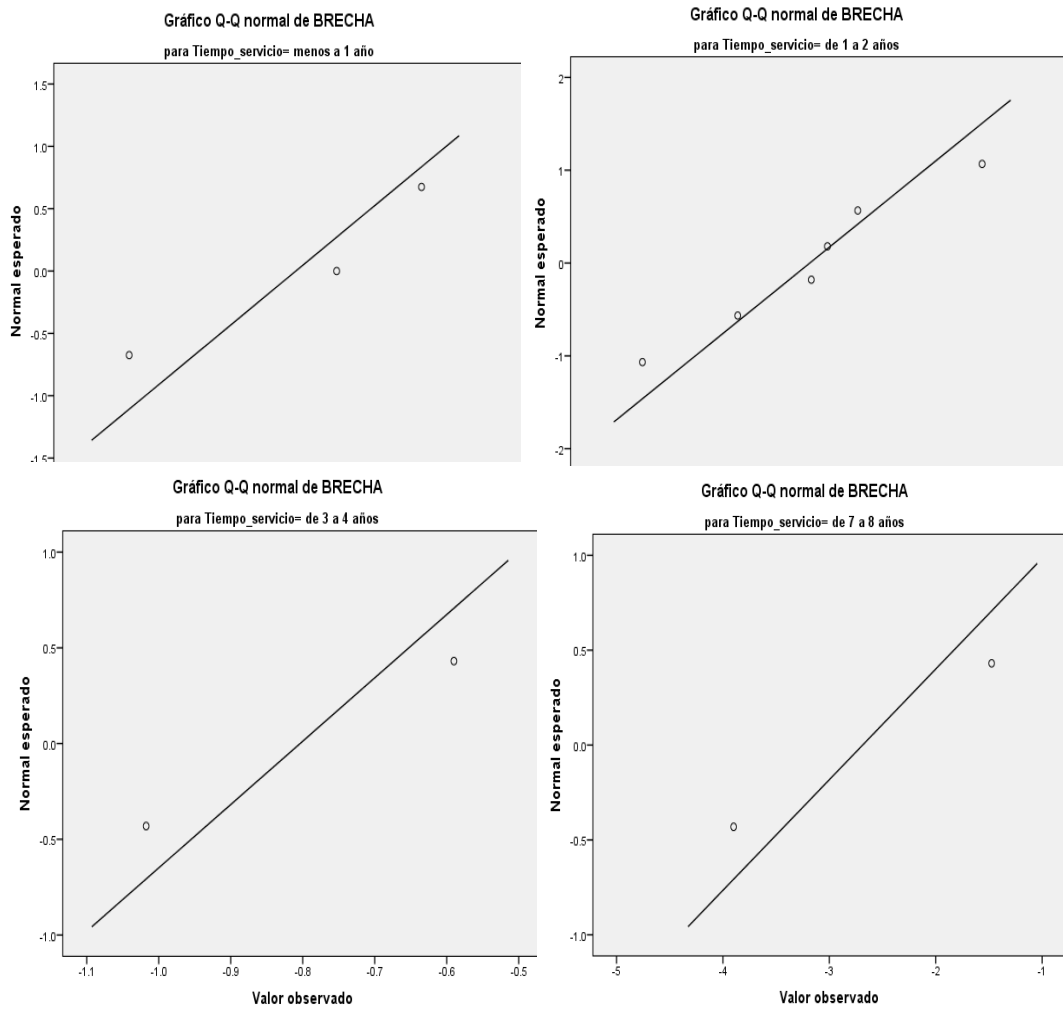 Gráfico Q-Q normal de BRECHA
para Tiempo_servicio= menos a 1 año
1.5
1.0
0.5
0.0
-0.5
-1.0
-1.5
Normal esperado
Gráfico Q-Q normal de BRECHA
para Tiempo_servicio= de 1 a 2 años
2
1
0
-1
-2
Normal esperado
Gráfico Q-Q normal de BRECHA
para Tiempo_servicio= de 3 a 4 años
1.0
0.5
0.0
-0.5
-1.0
Normal esperado
-1.1 -1.0 -0.9 -0.8 -0.7 -0.6 -0.5
Valor observado
Gráfico Q-Q normal de BRECHA
para Tiempo_servicio= de 7 a 8 años
1.0
0.5
0.0
-0.5
-1.0
Normal esperado
-5 -4 -3 -2 -1
Valor observado